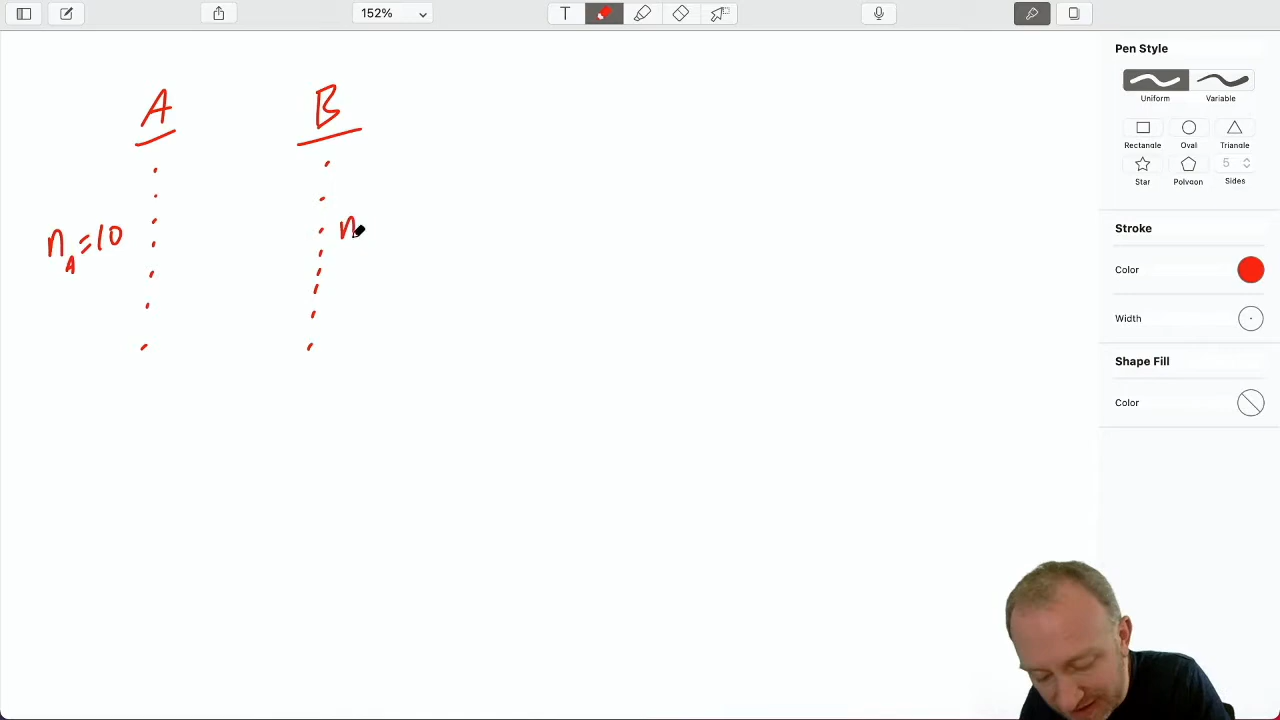 152%
T
Pen Style
A B
Uniform Variable
Rectangle Oval Triangle
5
Star Polygon Sides
n_A=10 n
Stroke
Color
Width
Shape Fill
Color